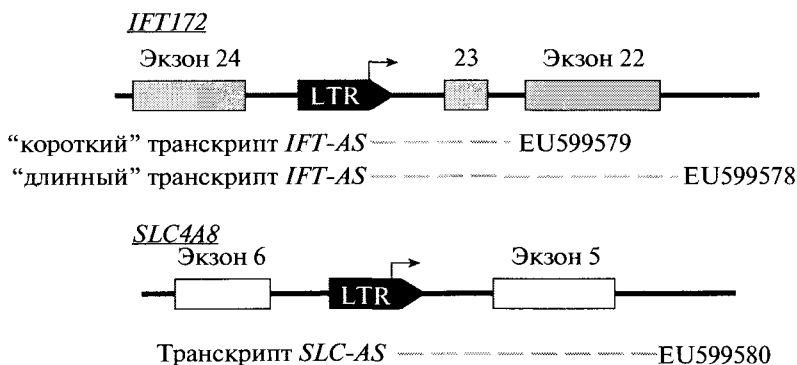 IFT172
Экзон 24 23 Экзон 22
LTR
“короткий” транскрипт IFT-AS EU599579
“длинный” транскрипт IFT-AS EU599578
SLC4A8
Экзон 6 Экзон 5
LTR
Транскрипт SLC-AS EU599580